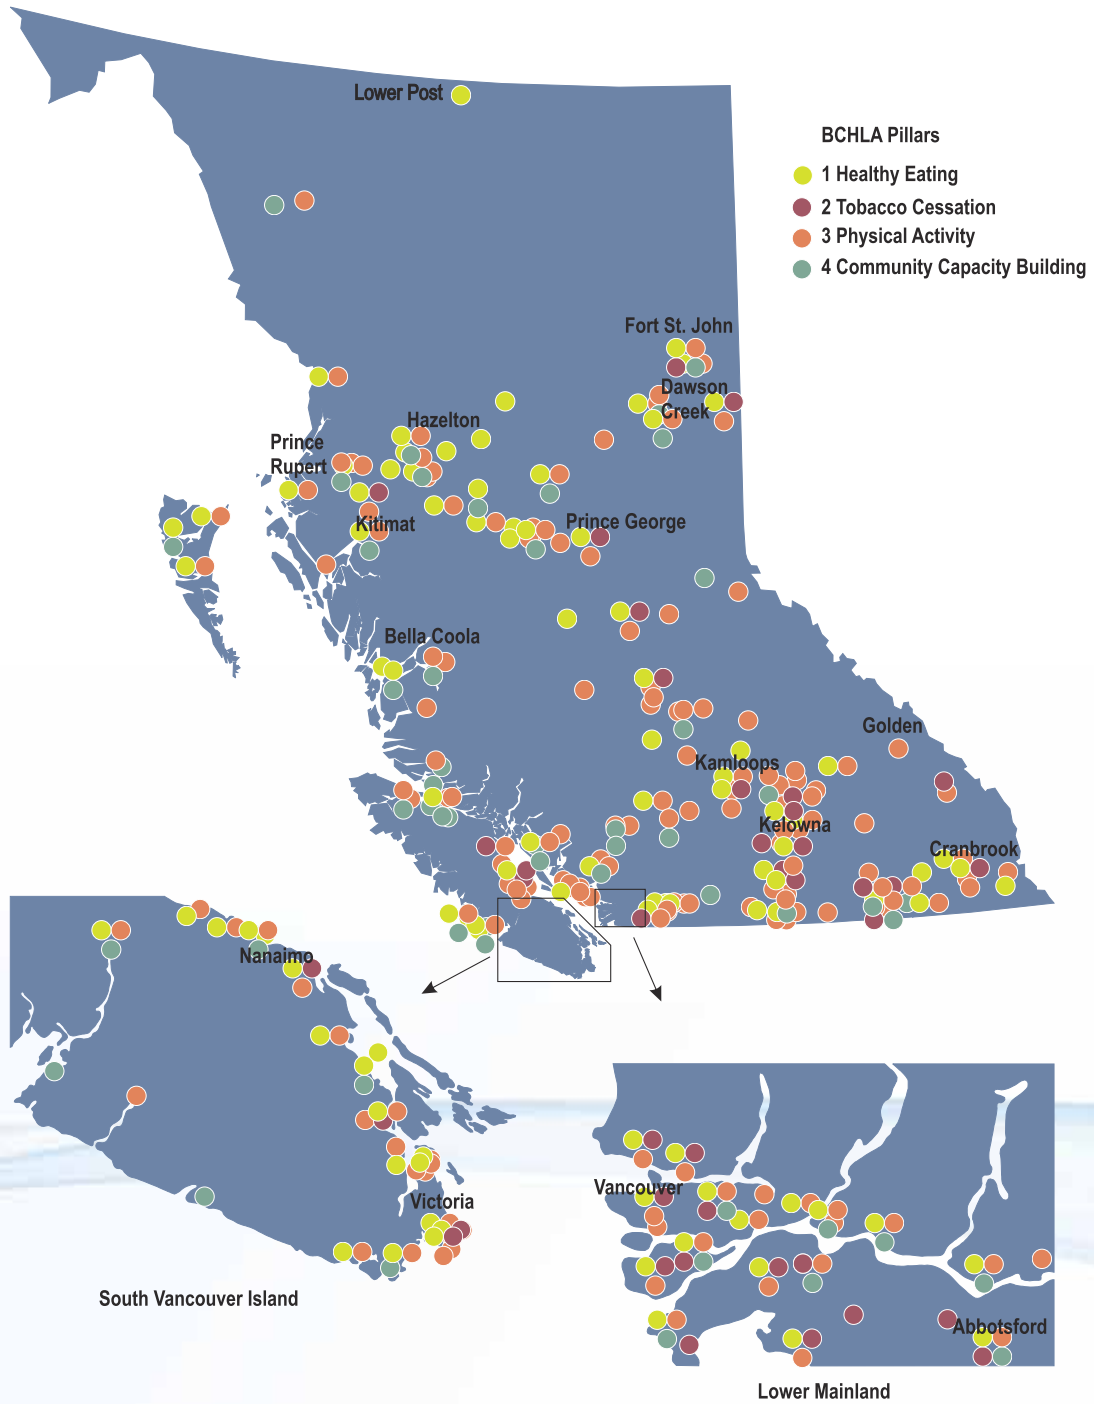 Lower Post
BCHLA Pillars
1 Healthy Eating
2 Tobacco Cessation
3 Physical Activity
4 Community Capacity Building
Fort St. John
Dawson
Creek
Hazelton
Prince
Rupert
Kitimat
Prince George
Bella Coola
Golden
Kamloops
Kelowna
Cranbrook
Nanaimo
Victoria
South Vancouver Island
Vancouver
Abbotsford
Lower Mainland